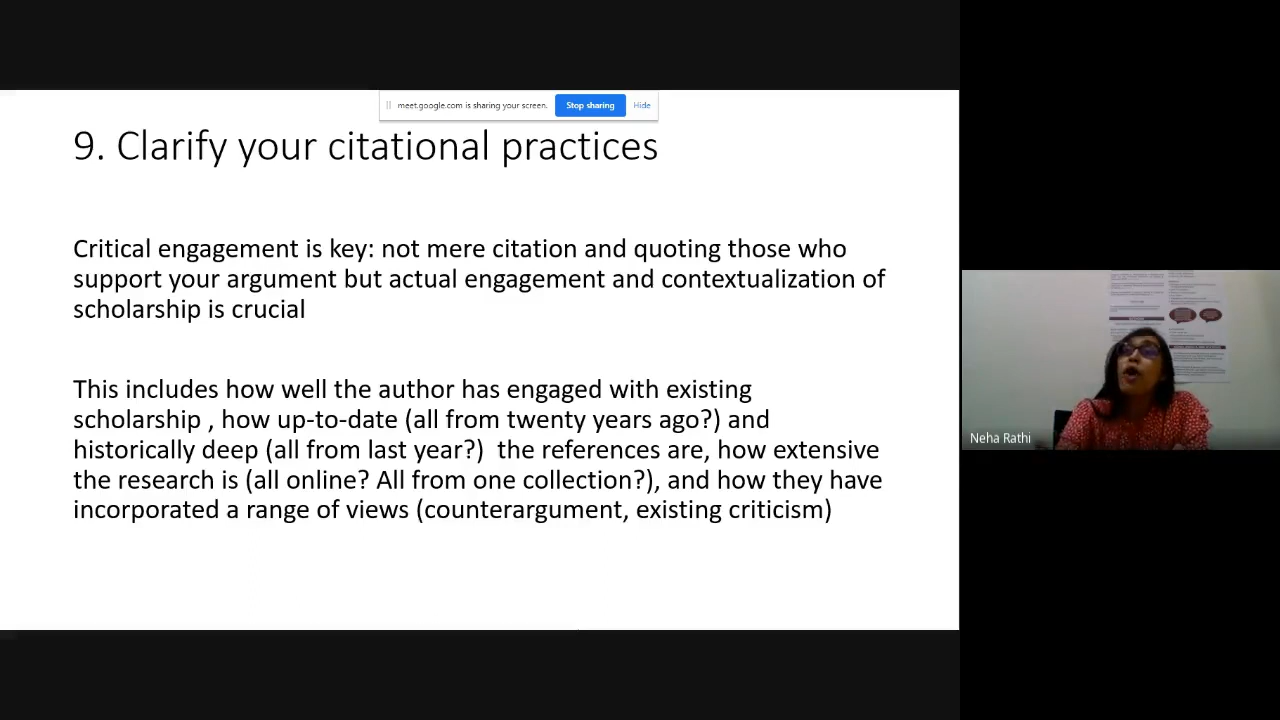 meet.google.com is sharing your screen. Stop sharing Hide
9. Clarify your citational practices
Critical engagement is key: not mere citation and quoting those who
support your argument but actual engagement and contextualization of
scholarship is crucial
This includes how well the author has engaged with existing
scholarship , how up-to-date (all from twenty years ago?) and
historically deep (all from last year?)  the references are, how extensive
the research is (all online? All from one collection?), and how they have
incorporated a range of views (counterargument, existing criticism)
Neha Rathi